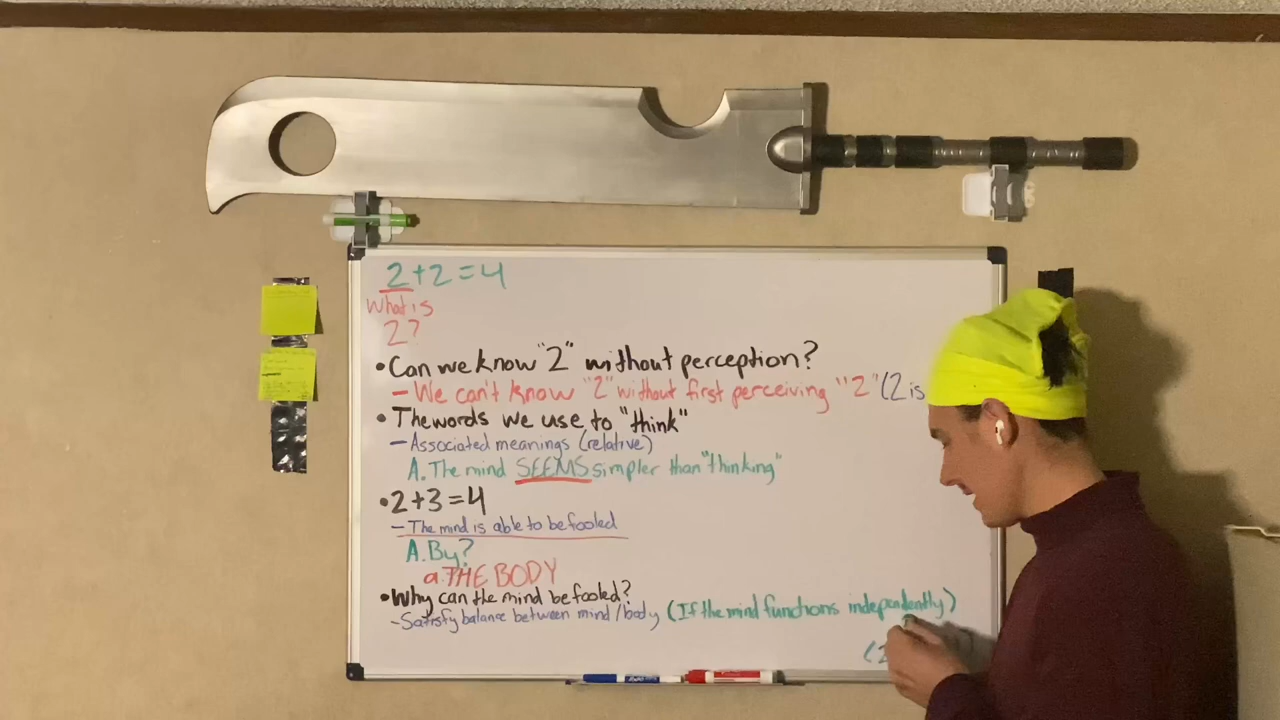 2+2=4
What is
2?
•Can we know "2" without perception?
- We can't know "2" without first perceiving "2" (2 is
•The words we use to "think"
- Associated meanings (relative)
A. The mind SEEMS simpler than "thinking"
•2+3=4
- The mind is able to be fooled
A. By?
a. THE BODY
•Why can the mind be fooled?
- Satisfy balance between mind/body (If the mind functions independently)
(2